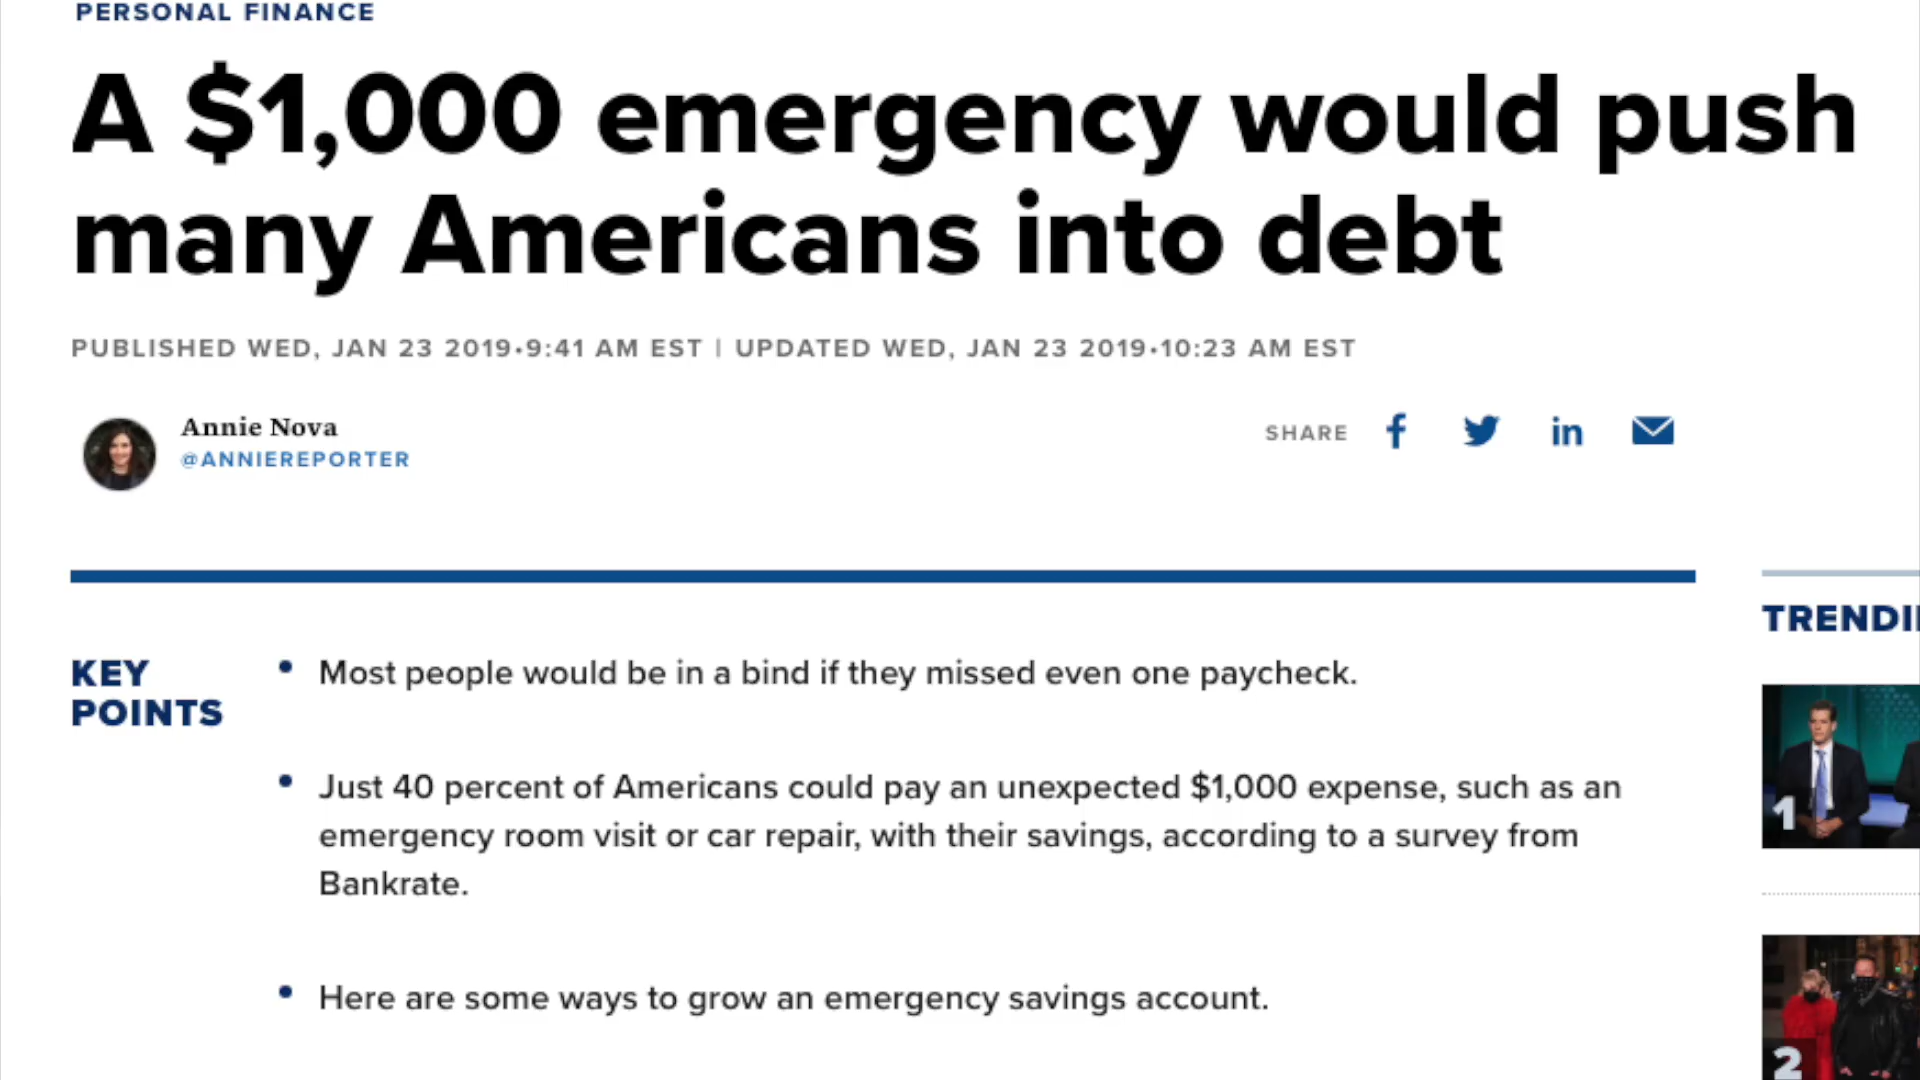 PERSONAL FINANCE
A $1,000 emergency would push
many Americans into debt
PUBLISHED WED, JAN 23 2019•9:41 AM EST | UPDATED WED, JAN 23 2019•10:23 AM EST
Annie Nova
@ANNIEREPORTER
SHARE
KEY
POINTS
• Most people would be in a bind if they missed even one paycheck.
• Just 40 percent of Americans could pay an unexpected $1,000 expense, such as an
emergency room visit or car repair, with their savings, according to a survey from
Bankrate.
• Here are some ways to grow an emergency savings account.
TRENDI
1
2